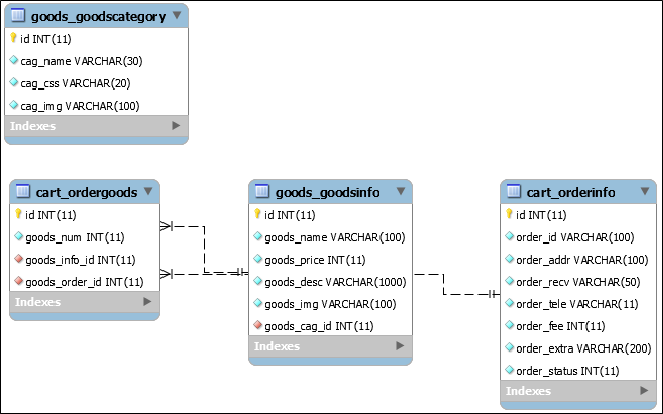 goods_goodscategory
id INT(11)
cag_name VARCHAR(30)
cag_css VARCHAR(20)
cag_img VARCHAR(100)
Indexes
cart_ordergoods
id INT(11)
goods_num INT(11)
goods_info_id INT(11)
goods_order_id INT(11)
Indexes
goods_goodsinfo
id INT(11)
goods_name VARCHAR(100)
goods_price INT(11)
goods_desc VARCHAR(1000)
goods_img VARCHAR(100)
goods_cag_id INT(11)
Indexes
cart_orderinfo
id INT(11)
order_id VARCHAR(100)
order_addr VARCHAR(100)
order_recv VARCHAR(50)
order_tele VARCHAR(11)
order_fee INT(11)
order_extra VARCHAR(200)
order_status INT(11)
Indexes